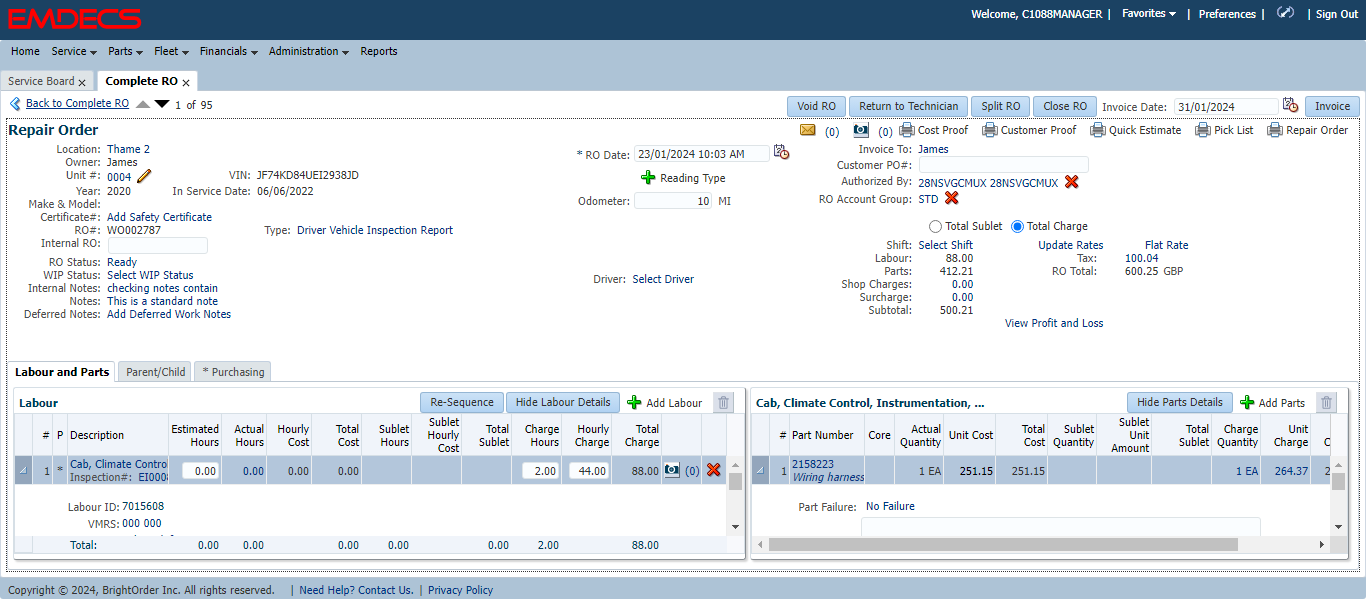 EMDECS
Welcome, C1088MANAGER | Favorites | Preferences | | Sign Out
Home Service Parts Fleet Financials Administration Reports
Service Board x Complete RO x
Back to Complete RO 1 of 95
Void RO Return to Technician Split RO Close RO Invoice Date: 31/01/2024 Invoice
Repair Order
(0) (0) Cost Proof Customer Proof Quick Estimate Pick List Repair Order
Location: Thame 2
Owner: James
Unit #: 0004 VIN: JF74KD84UEI2938JD
Year: 2020 In Service Date: 06/06/2022
Make & Model:
Certificate#: Add Safety Certificate
RO#: WO002787 Type: Driver Vehicle Inspection Report
Internal RO:
RO Status: Ready
WIP Status: Select WIP Status
Internal Notes: checking notes contain
Notes: This is a standard note
Deferred Notes: Add Deferred Work Notes
* RO Date: 23/01/2024 10:03 AM
Reading Type
Odometer: 10 MI
Driver: Select Driver
Invoice To: James
Customer PO#:
Authorized By: 28NSVGCMUX 28NSVGCMUX
RO Account Group: STD
Total Sublet Total Charge
Shift: Select Shift Update Rates Flat Rate
Labour: 88.00 Tax: 100.04
Parts: 412.21 RO Total: 600.25 GBP
Shop Charges: 0.00
Surcharge: 0.00
Subtotal: 500.21
View Profit and Loss
Labour and Parts Parent/Child * Purchasing
Labour Re-Sequence Hide Labour Details Add Labour
# P Description Estimated Hours Actual Hours Hourly Cost Total Cost Sublet Hours Sublet Hourly Cost Total Sublet Charge Hours Hourly Charge Total Charge
1 * Cab, Climate Contro 0.00 0.00 0.00 0.00 2.00 44.00 88.00 (0)
Inspection#: EI000
Labour ID: 7015608
VMRS: 000 000
Total: 0.00 0.00 0.00 0.00 0.00 2.00 88.00
Cab, Climate Control, Instrumentation, ... Hide Parts Details Add Parts
# Part Number Core Actual Quantity Unit Cost Total Cost Sublet Quantity Sublet Unit Amount Total Sublet Charge Quantity Unit Charge C
1 2158223 1 EA 251.15 251.15 1 EA 264.37 2
Wiring harness
Part Failure: No Failure
Copyright © 2024, BrightOrder Inc. All rights reserved. | Need Help? Contact Us. | Privacy Policy